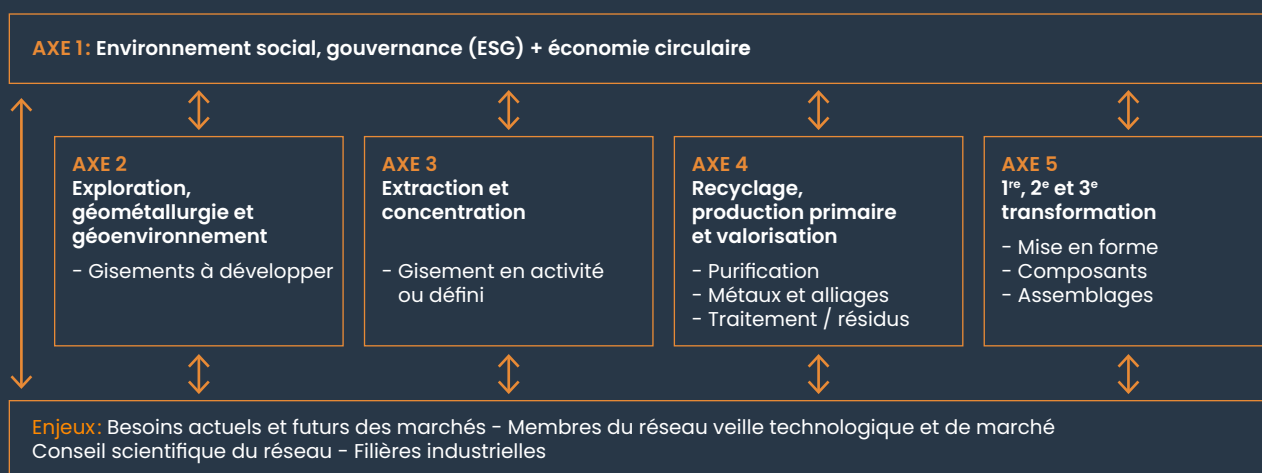 AXE 1: Environnement social, gouvernance (ESG) + économie circulaire
AXE 2
Exploration,
géométallurgie et
géoenvironnement
- Gisements à développer
AXE 3
Extraction et
concentration
- Gisement en activité
ou défini
AXE 4
Recyclage,
production primaire
et valorisation
- Purification
- Métaux et alliages
- Traitement / résidus
AXE 5
1re, 2e et 3e
transformation
- Mise en forme
- Composants
- Assemblages
Enjeux: Besoins actuels et futurs des marchés - Membres du réseau veille technologique et de marché
Conseil scientifique du réseau - Filières industrielles